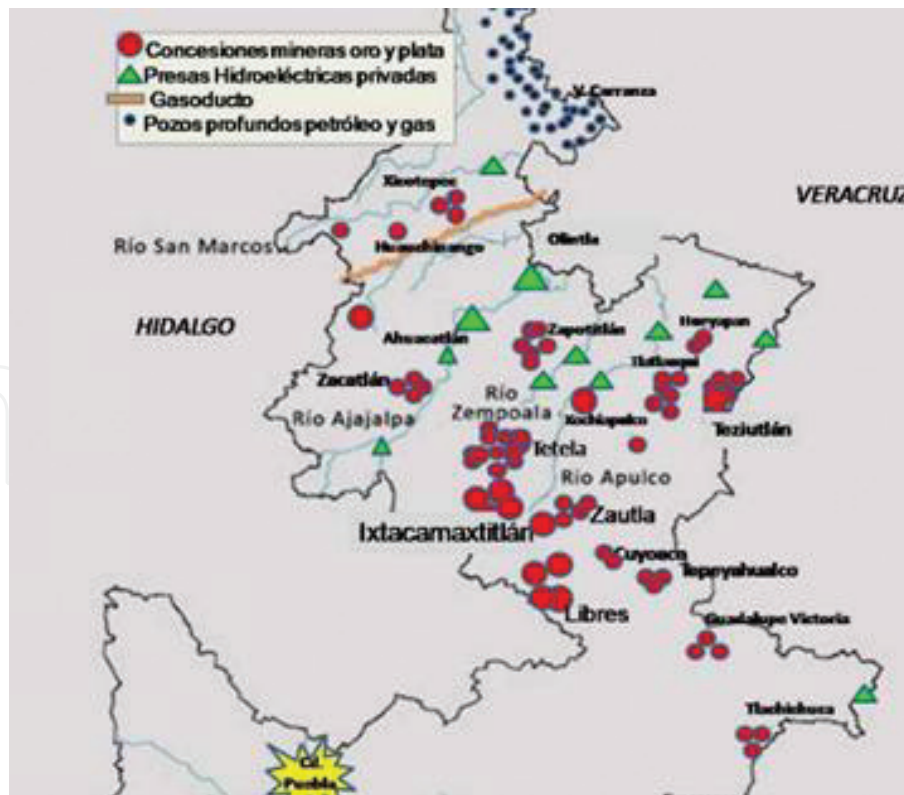 Concesiones mineras oro y plata
Presas Hidroeléctricas privadas
Gasoducto
Pozos profundos petróleo y gas
V. Carranza
Xicotepec
VERACRUZ
Río San Marcos
Huauchinango
Olintla
HIDALGO
Ahuacatlán
Zapotitlán
Hueyapan
Zacatlán
Tlatlauqui
Río Ajajalpa
Río
Zempoala
Xochiapulco
Teziutlán
Tetela
Río Apulco
Ixtacamaxtitlán
Zautla
Cuyoaco
Tepeyahualco
Libres
Guadalupe Victoria
Tlachichuca
Cd.
Puebla